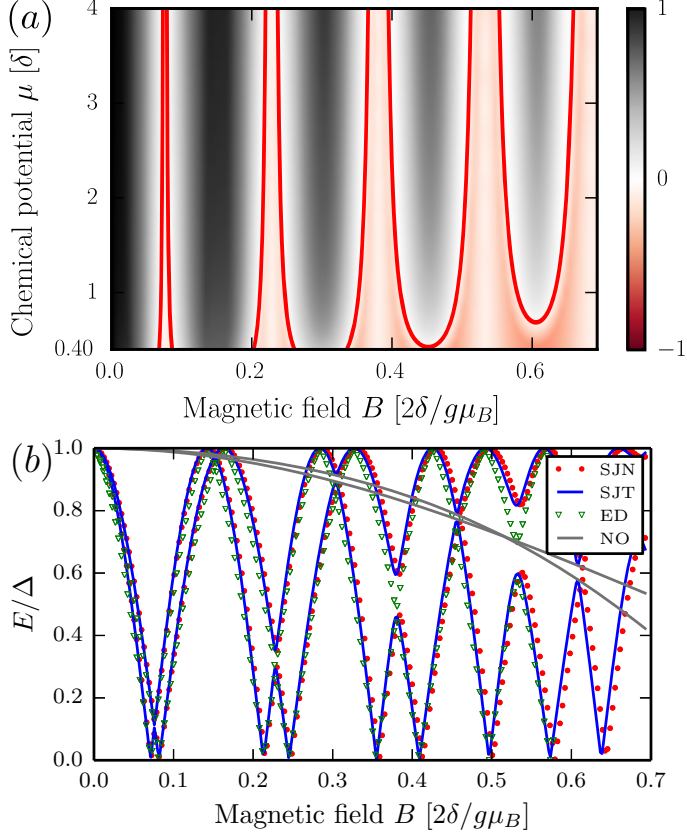 (a)
Chemical potential μ [δ]
4
3
2
1
0.40
0.0
0.2
0.4
0.6
Magnetic field B [2δ/gμ_B]
1
0
−1
(b)
E/Δ
1.0
0.8
0.6
0.4
0.2
0.0
SJN
SJT
ED
NO
0.0
0.1
0.2
0.3
0.4
0.5
0.6
0.7
Magnetic field B [2δ/gμ_B]